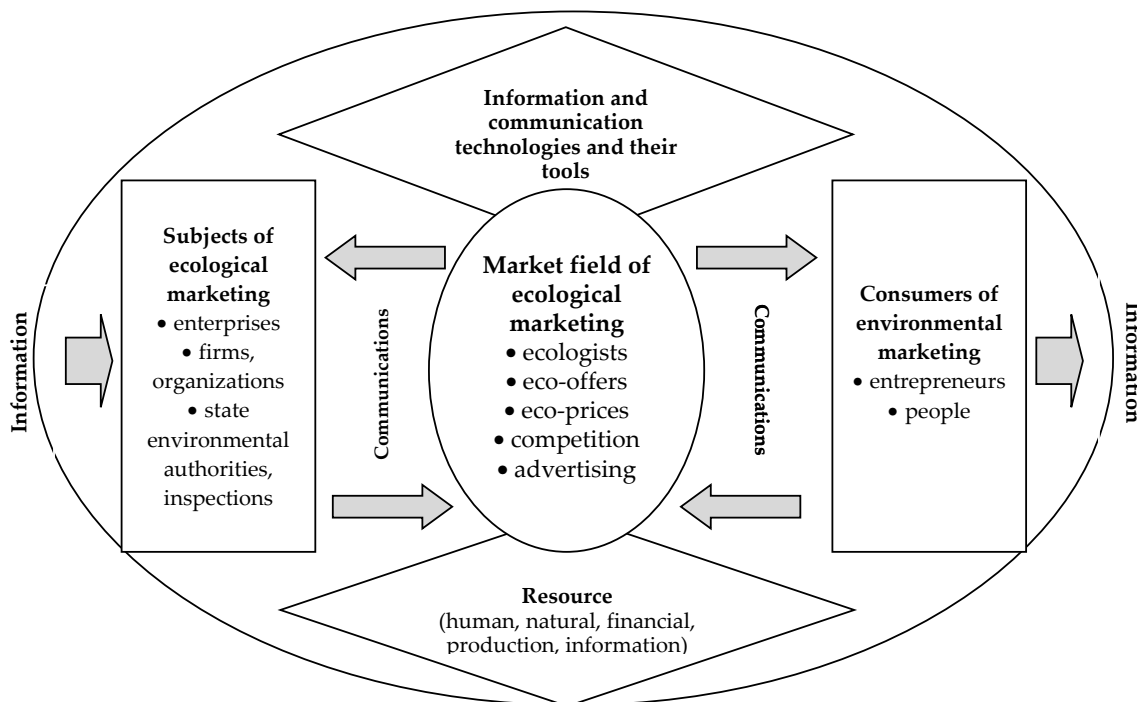 Information and
communication
technologies and their
tools
Information
Subjects of
ecological
marketing
• enterprises
• firms,
organizations
• state
environmental
authorities,
inspections
Communications
Market field of
ecological
marketing
• ecologists
• eco-offers
• eco-prices
• competition
• advertising
Communications
Consumers of
environmental
marketing
• entrepreneurs
• people
Information
Resource
(human, natural, financial,
production, information)